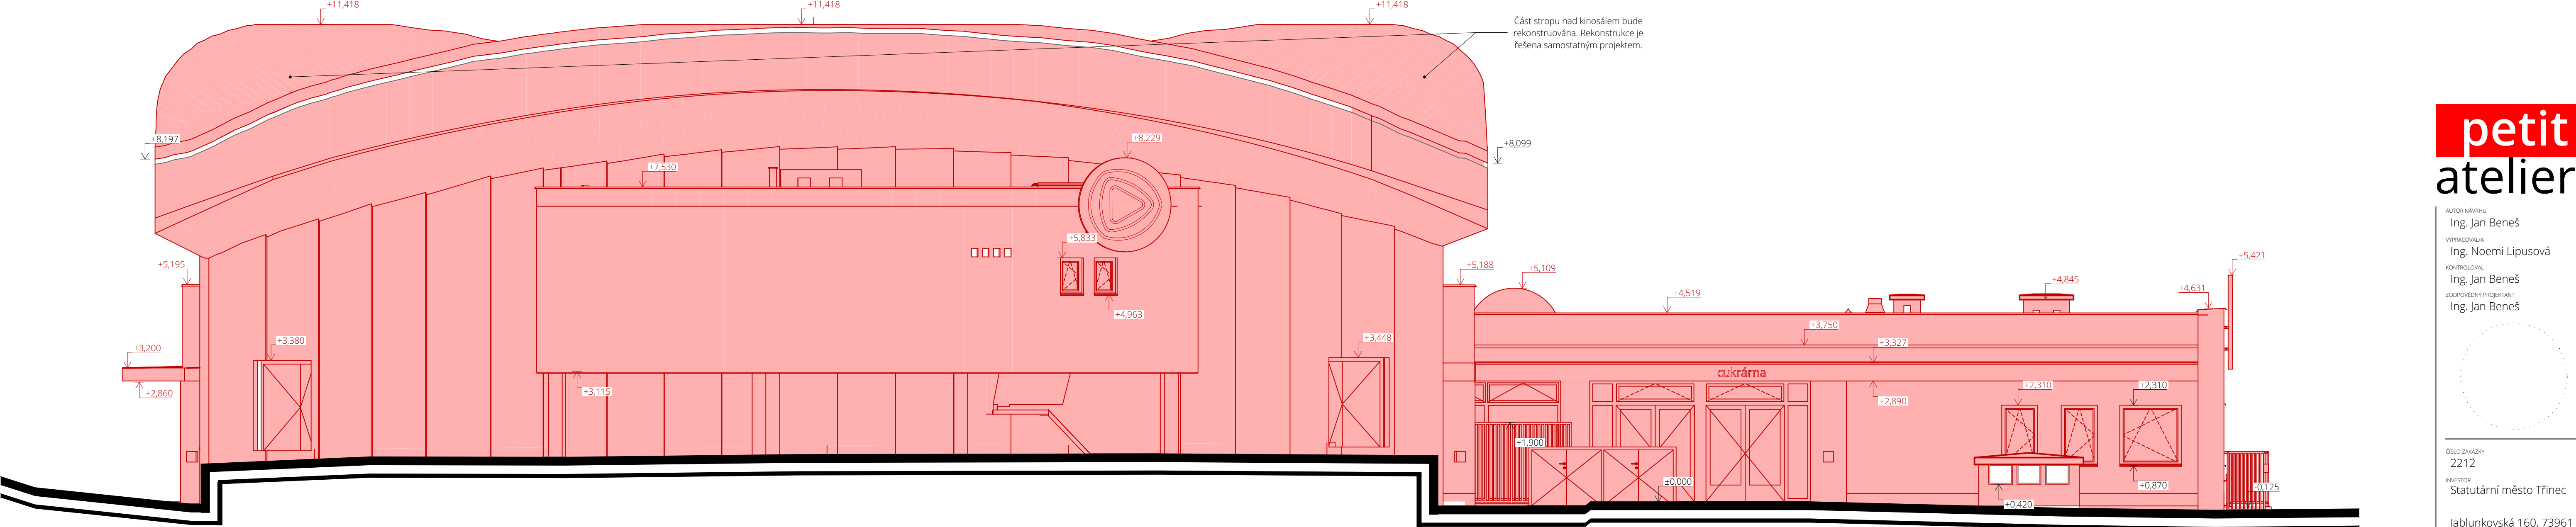 +11,418
+11,418
+11,418
Část stropu nad kinosálem bude
rekonstruována. Rekonstrukce je
řešena samostatným projektem.
+8,197
+8,229
+8,099
+7,530
+5,833
+5,195
+5,188
+5,109
+5,421
+4,845
+4,631
+4,519
+4,963
+3,750
+3,448
+3,380
+3,327
+3,200
+2,860
+3,115
cukrárna
+2,890
+2,310
+2,310
+1,900
±0,000
+0,870
+0,420
-0,125
petit
atelier
AUTOR NÁVRHU
Ing. Jan Beneš
VYPRACOVAL/A
Ing. Noemi Lipusová
KONTROLOVAL
Ing. Jan Beneš
ZODPOVĚDNÝ PROJEKTANT
Ing. Jan Beneš
ČÍSLO ZAKÁZKY
2212
INVESTOR
Statutární město Třinec
Jablunkovská 160, 73961